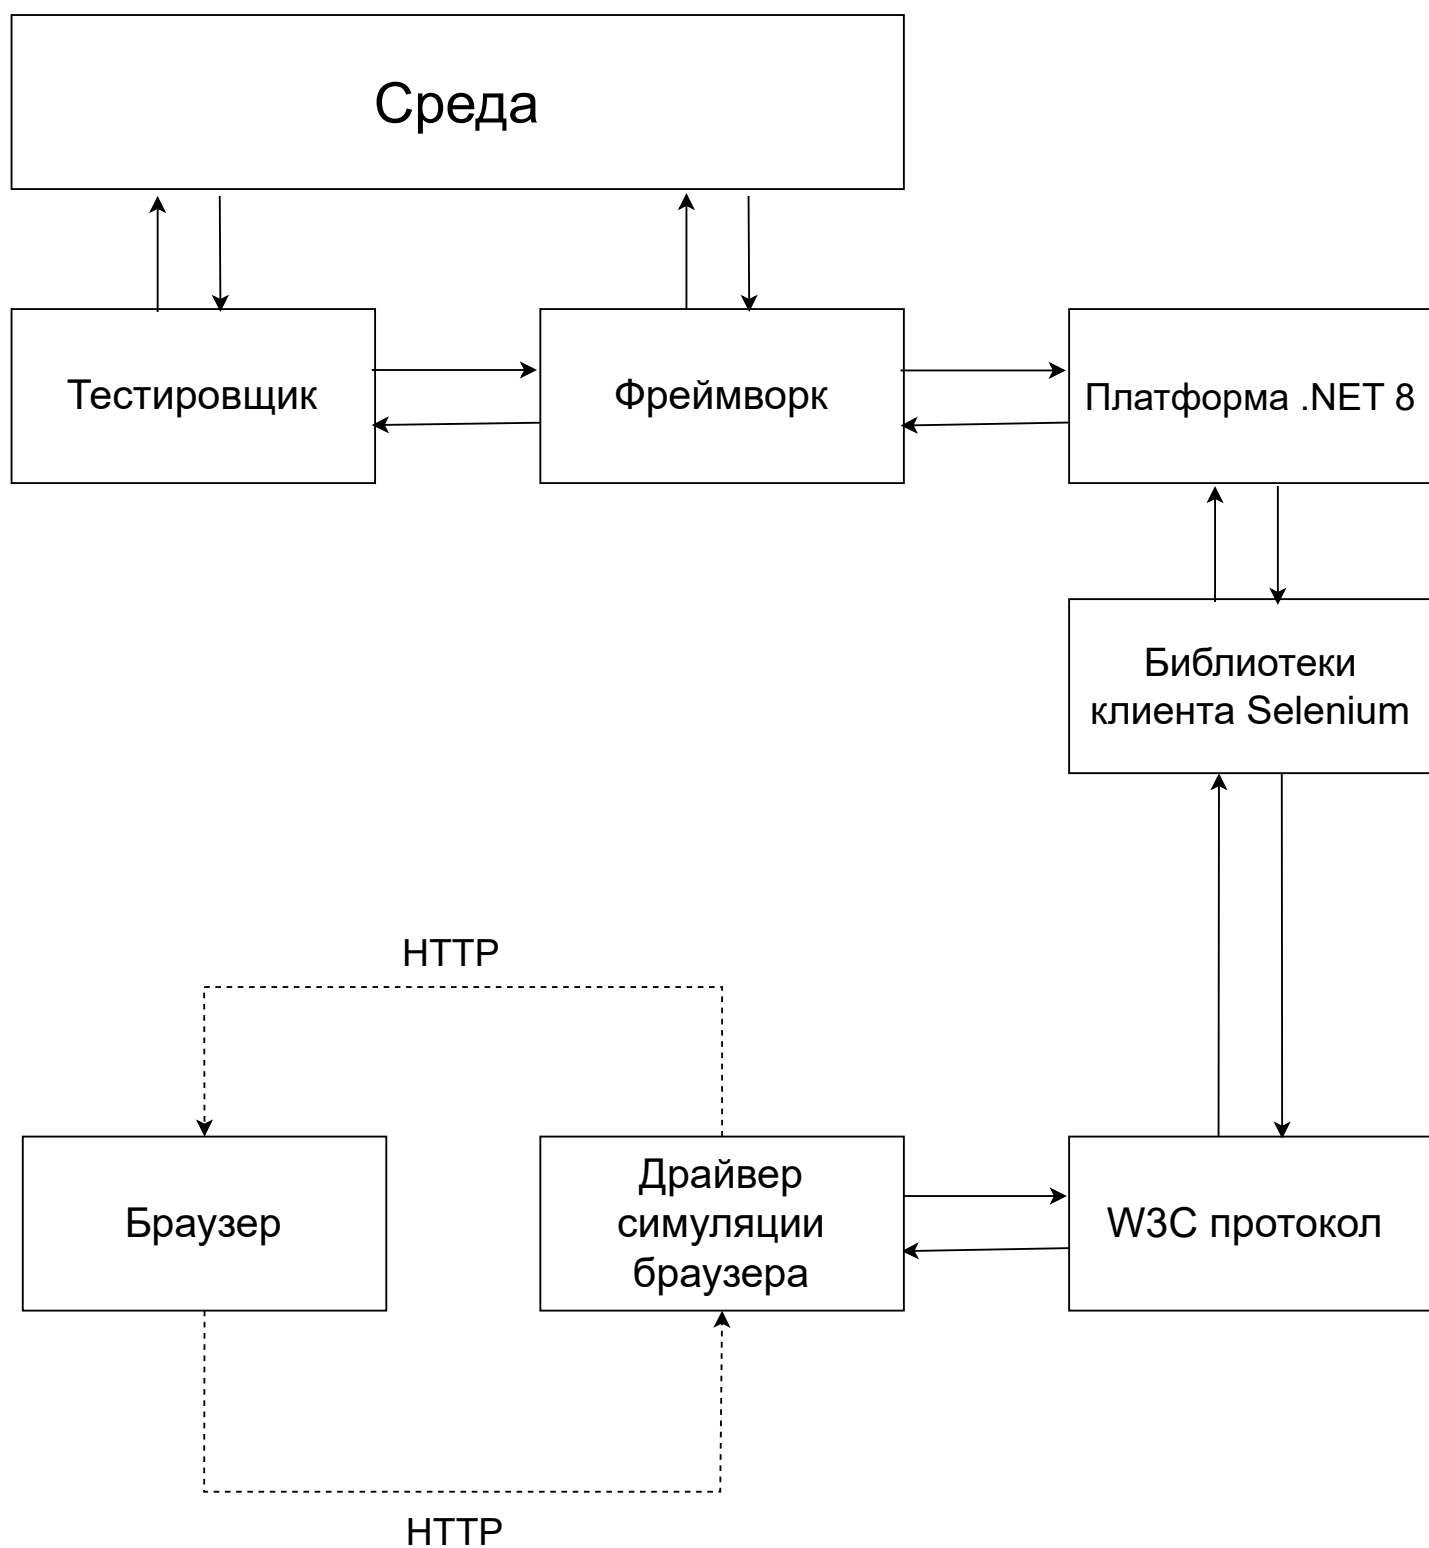 Среда
Тестировщик
Фреймворк
Платформа .NET 8
Библиотеки
клиента Selenium
HTTP
Браузер
Драйвер
симуляции
браузера
W3C протокол
HTTP